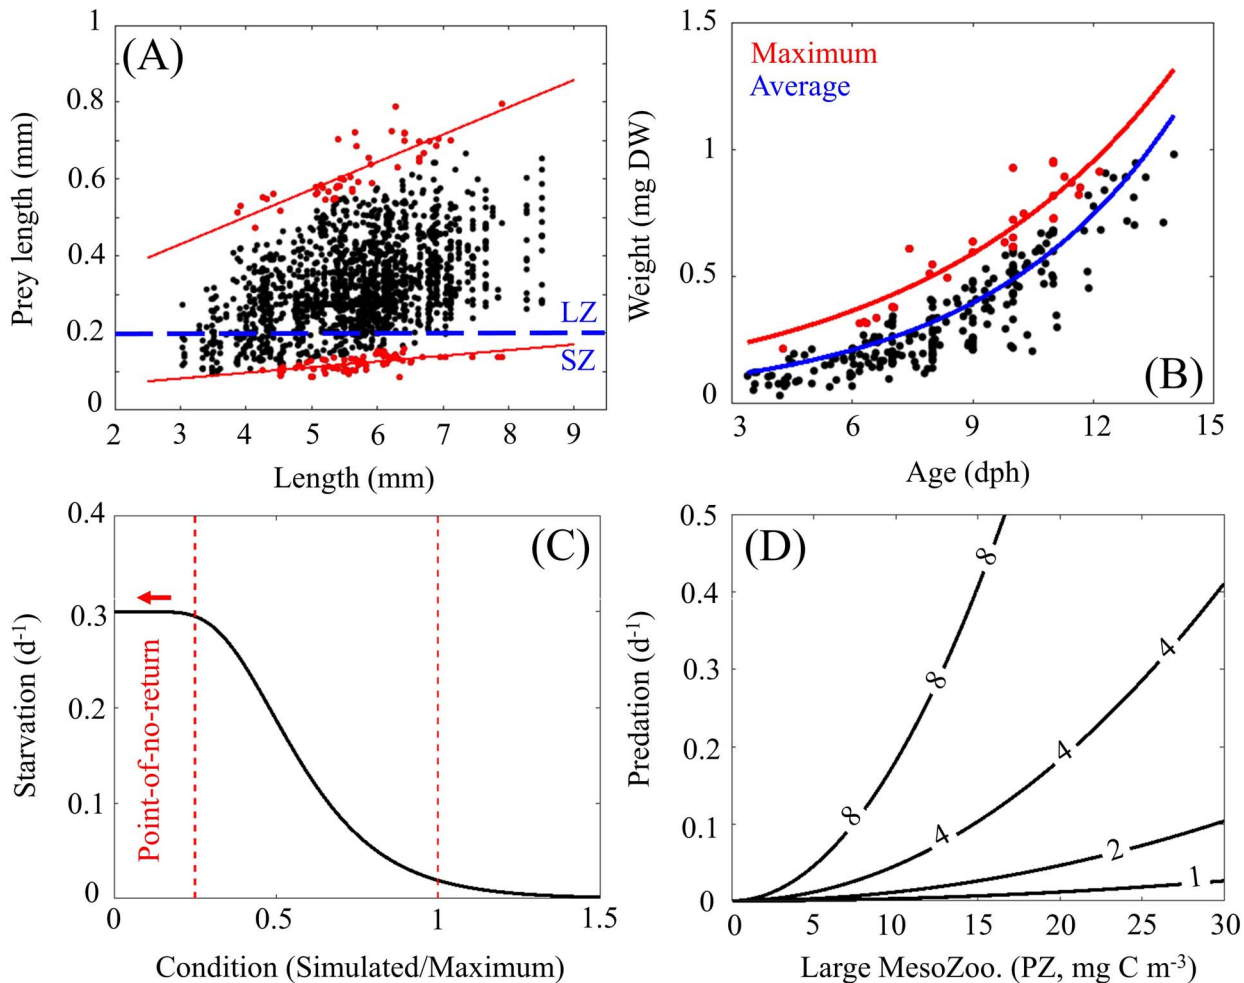 (A)
1
0.8
0.6
0.4
0.2
0
Prey length (mm)
LZ
SZ
2 3 4 5 6 7 8 9
Length (mm)
(B)
Maximum
Average
1.5
1
0.5
0
Weight (mg DW)
3 6 9 12 15
Age (dph)
(C)
0.4
0.3
0.2
0.1
0
Starvation (d⁻¹)
Point-of-no-return
0 0.5 1 1.5
Condition (Simulated/Maximum)
(D)
0.5
0.4
0.3
0.2
0.1
0
Predation (d⁻¹)
8
8
8
4
4
4
2
1
0 5 10 15 20 25 30
Large MesoZoo. (PZ, mg C m⁻³)